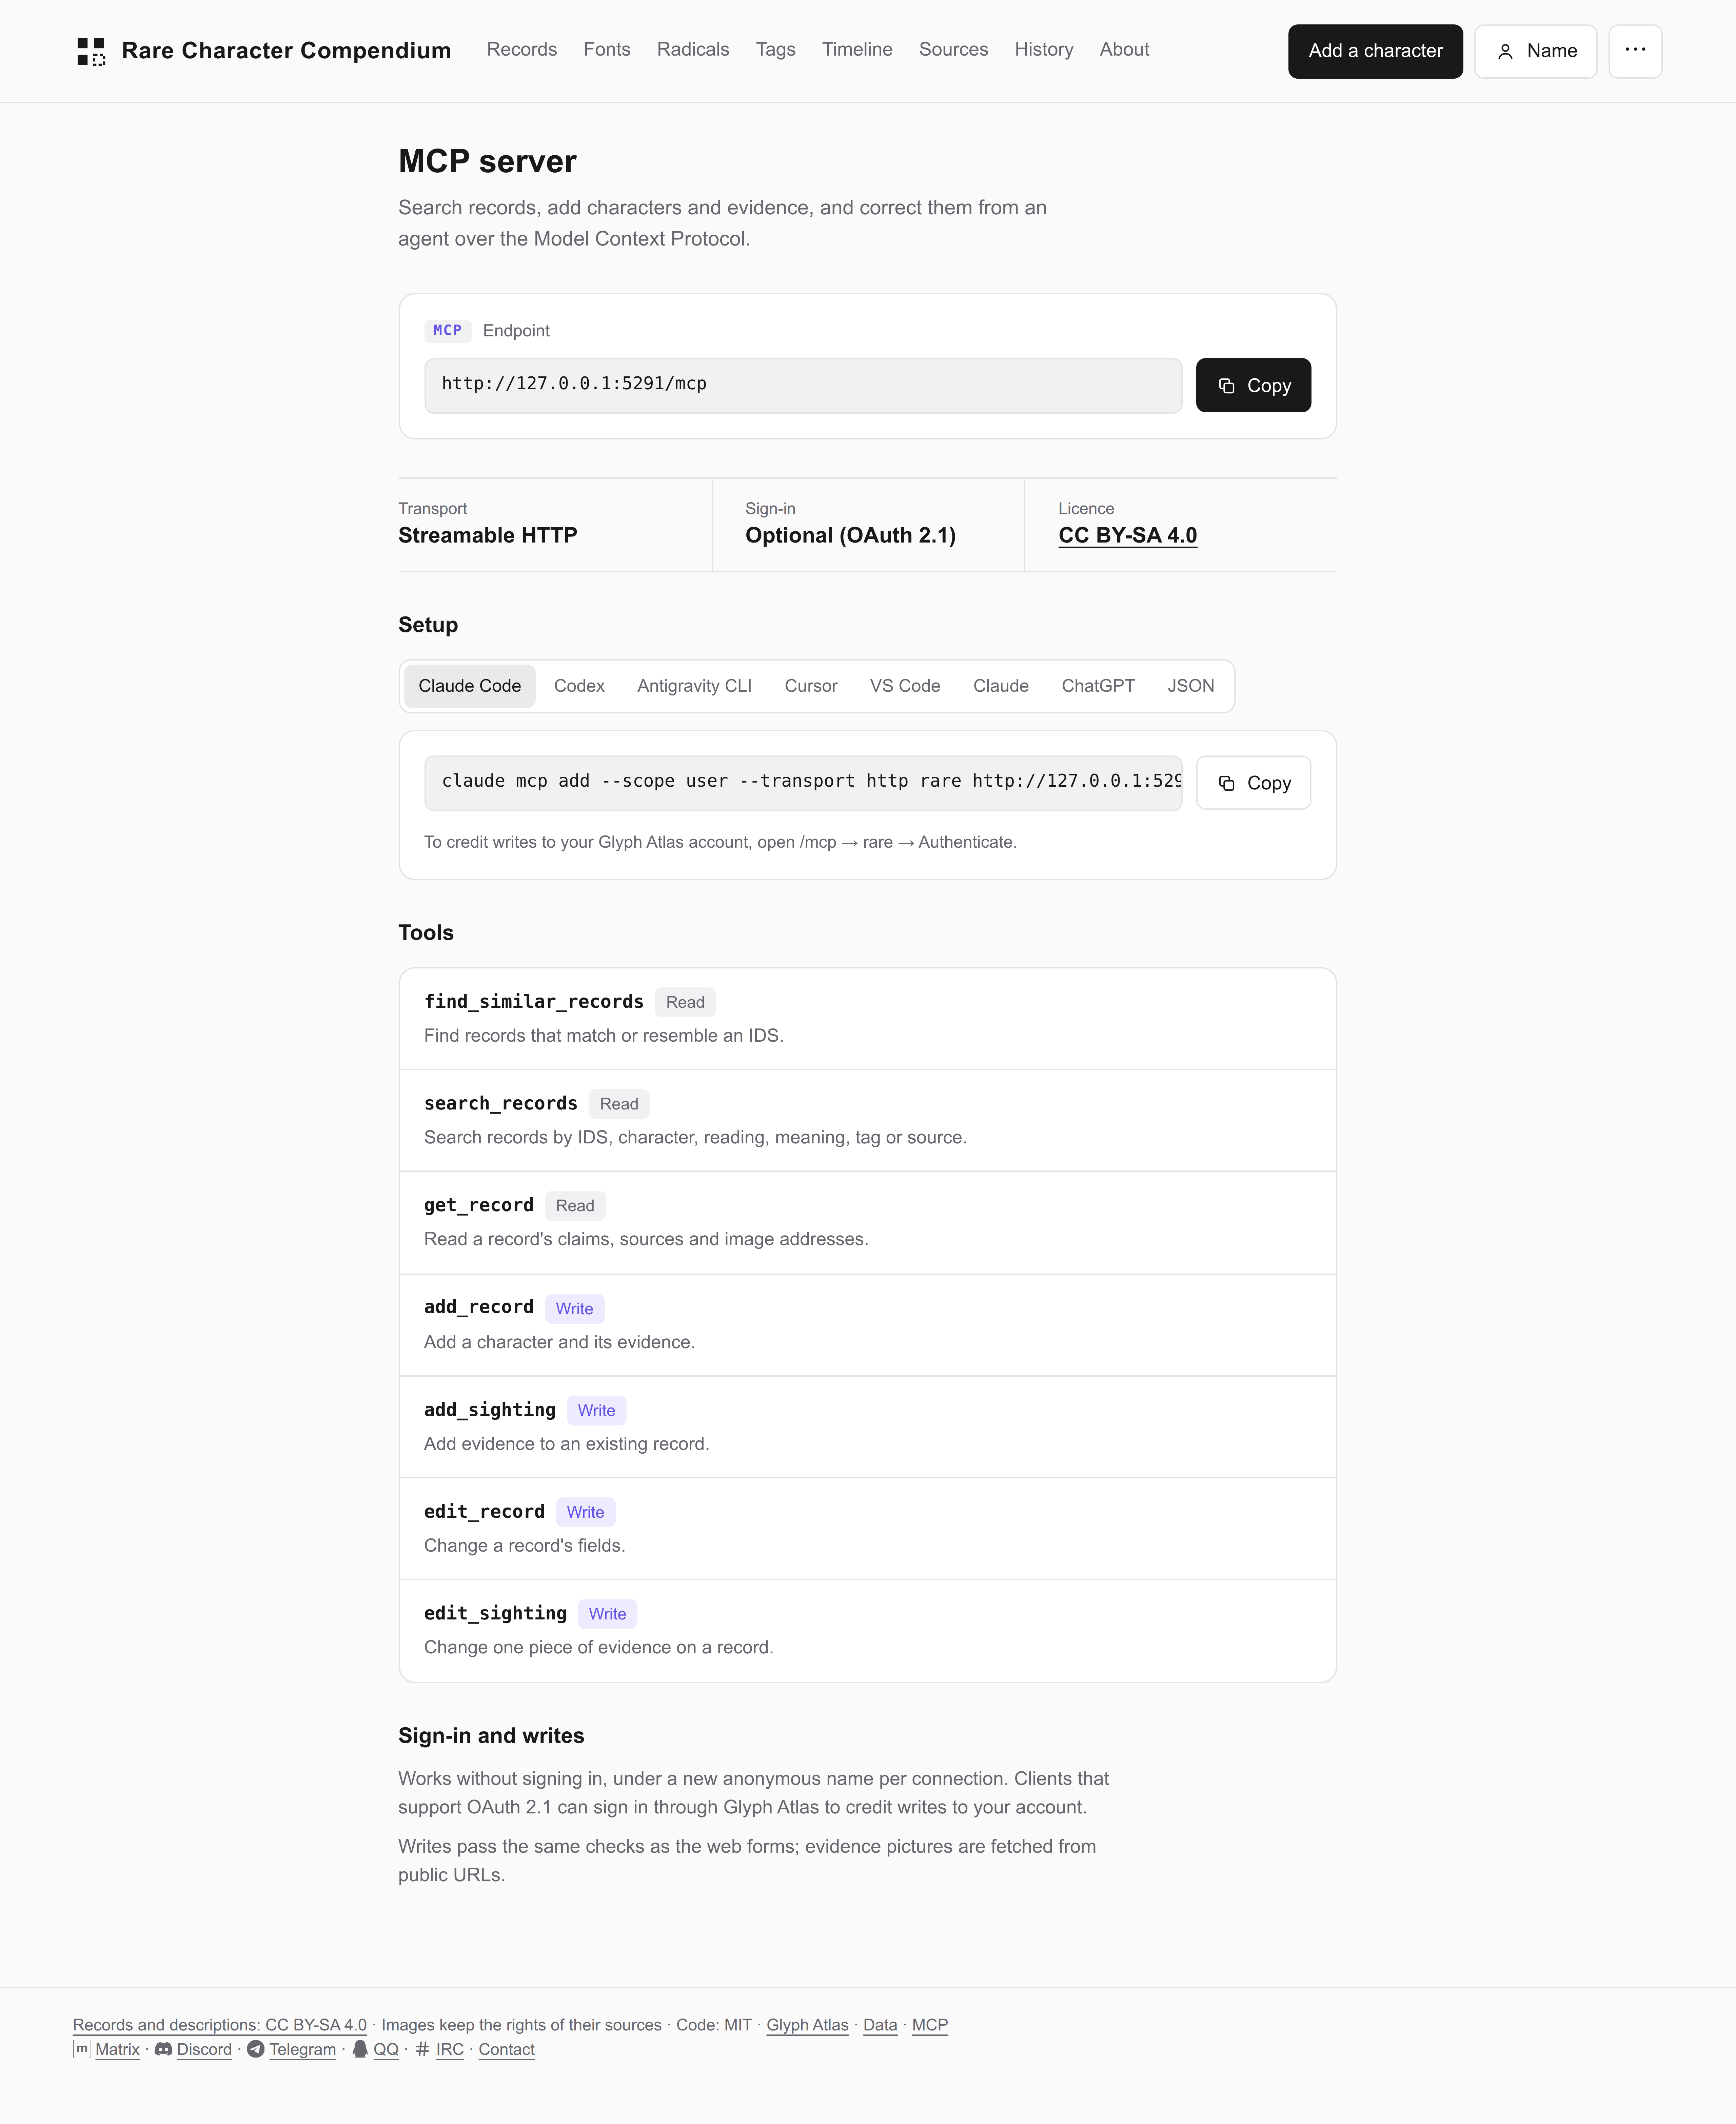 Rare Character Compendium
Records Fonts Radicals Tags Timeline Sources History About
Add a character
Name
MCP server
Search records, add characters and evidence, and correct them from an
agent over the Model Context Protocol.
MCP Endpoint
http://127.0.0.1:5291/mcp
Copy
Transport
Streamable HTTP
Sign-in
Optional (OAuth 2.1)
Licence
CC BY-SA 4.0
Setup
Claude Code Codex Antigravity CLI Cursor VS Code Claude ChatGPT JSON
claude mcp add --scope user --transport http rare http://127.0.0.1:529
Copy
To credit writes to your Glyph Atlas account, open /mcp → rare → Authenticate.
Tools
find_similar_records Read
Find records that match or resemble an IDS.
search_records Read
Search records by IDS, character, reading, meaning, tag or source.
get_record Read
Read a record's claims, sources and image addresses.
add_record Write
Add a character and its evidence.
add_sighting Write
Add evidence to an existing record.
edit_record Write
Change a record's fields.
edit_sighting Write
Change one piece of evidence on a record.
Sign-in and writes
Works without signing in, under a new anonymous name per connection. Clients that
support OAuth 2.1 can sign in through Glyph Atlas to credit writes to your account.
Writes pass the same checks as the web forms; evidence pictures are fetched from
public URLs.
Records and descriptions: CC BY-SA 4.0 · Images keep the rights of their sources · Code: MIT · Glyph Atlas · Data · MCP
[m] Matrix · Discord · Telegram · QQ · # IRC · Contact